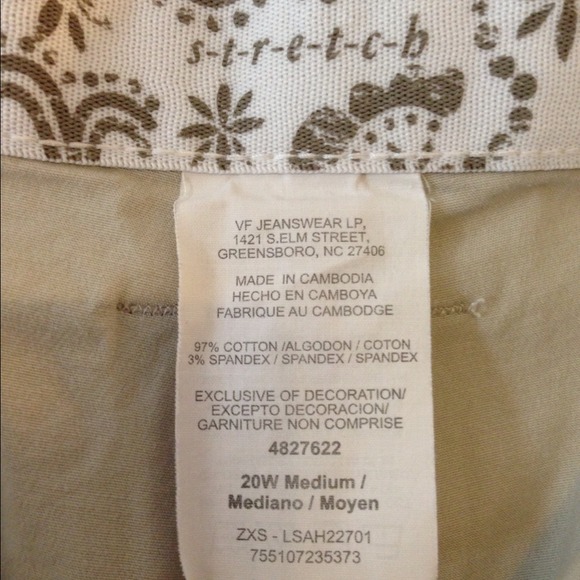 s-t-r-e-t-c-h
VF JEANSWEAR LP,
1421 S.ELM STREET,
GREENSBORO, NC 27406
MADE IN CAMBODIA
HECHO EN CAMBOYA
FABRIQUE AU CAMBODGE
97% COTTON /ALGODON / COTON
3% SPANDEX / SPANDEX / SPANDEX
EXCLUSIVE OF DECORATION/
EXCEPTO DECORACION/
GARNITURE NON COMPRISE
4827622
20W Medium /
Mediano / Moyen
ZXS - LSAH22701
755107235373